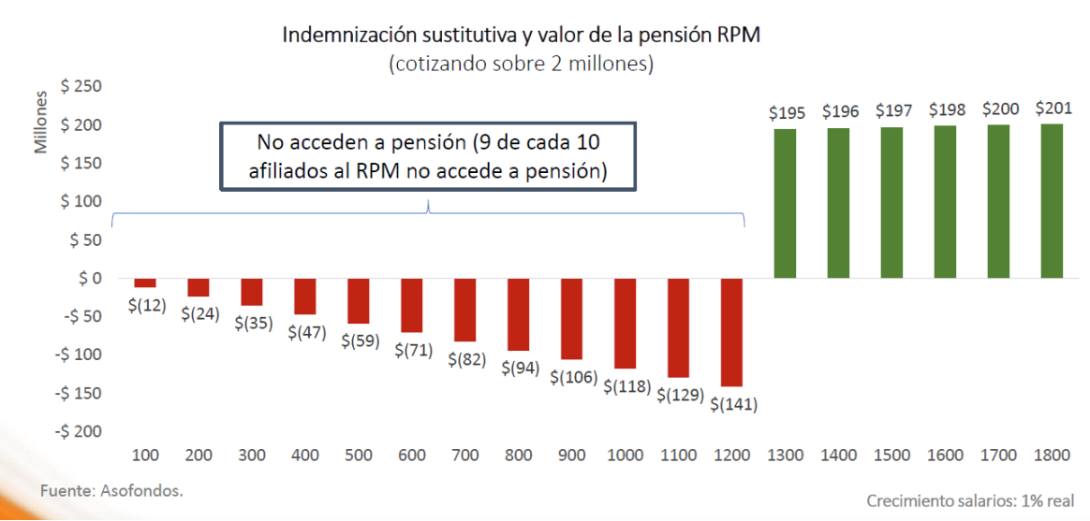 Indemnización sustitutiva y valor de la pensión RPM
(cotizando sobre 2 millones)
Millones
$ 250
$ 200
$ 150
$ 100
$ 50
$ 0
-$ 50
-$ 100
-$ 150
-$ 200
No acceden a pensión (9 de cada 10
afiliados al RPM no accede a pensión)
$195 $196 $197 $198 $200 $201
$(12) $(24) $(35) $(47) $(59) $(71) $(82) $(94) $(106) $(118) $(129) $(141)
100 200 300 400 500 600 700 800 900 1000 1100 1200 1300 1400 1500 1600 1700 1800
Fuente: Asofondos.
Crecimiento salarios: 1% real